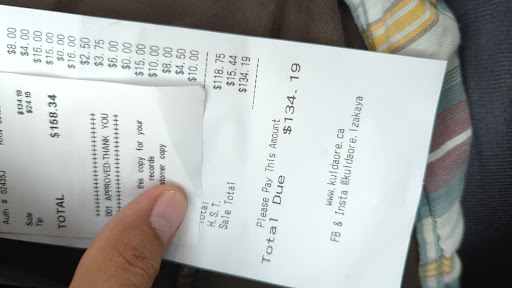 $8.00
$4.00
$16.00
$15.00
$0.00
$16.00
$2.50
$3.75
$6.00
$0.00
$15.00
$10.00
$8.00
$4.50
$10.00
$118.75
H.S.T. $15.44
Sale Total $134.19
Please Pay This Amount
Total Due $134.19
www.kuidaore.ca
FB & Insta @kuidaore.izakaya
Auth #
Sale $134.19
Tip $24.15
TOTAL $158.34
001 APPROVED-THANK YOU
this copy for your
records
copy